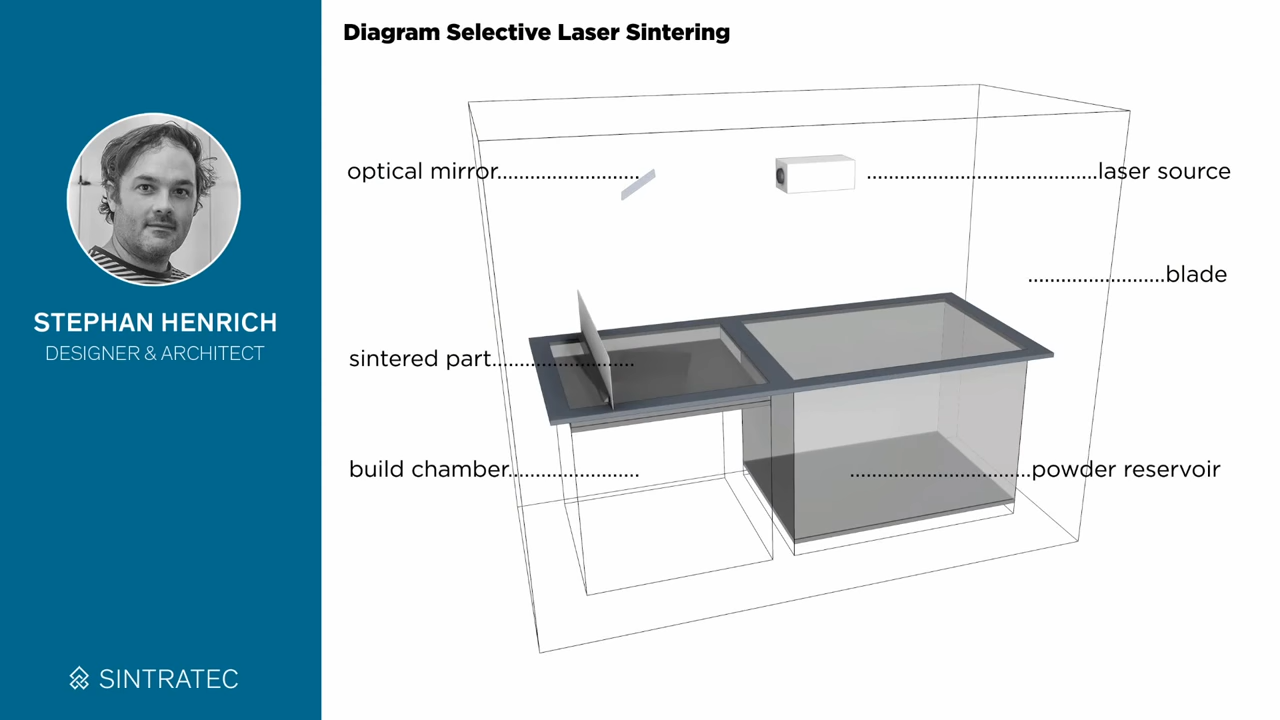 Diagram Selective Laser Sintering
optical mirror..........................
..........................................laser source
.........................blade
sintered part..........................
build chamber........................
.................................powder reservoir
STEPHAN HENRICH
DESIGNER & ARCHITECT
SINTRATEC